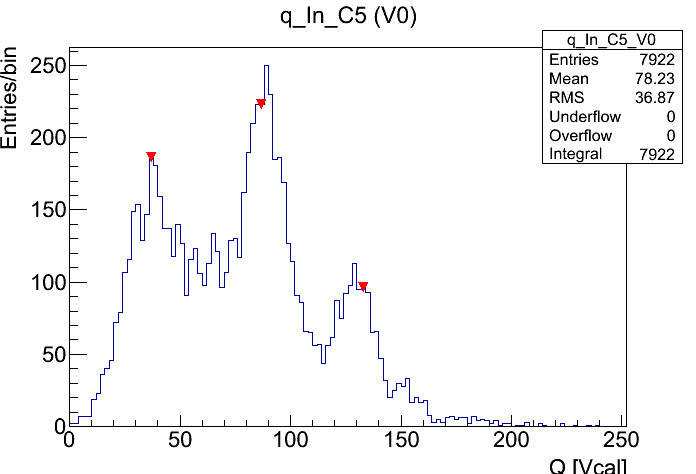 q_In_C5 (V0)
q_In_C5_V0
Entries 7922
Mean 78.23
RMS 36.87
Underflow 0
Overflow 0
Integral 7922
Entries/bin
250
200
150
100
50
0
0 50 100 150 200 250
Q [Vcal]